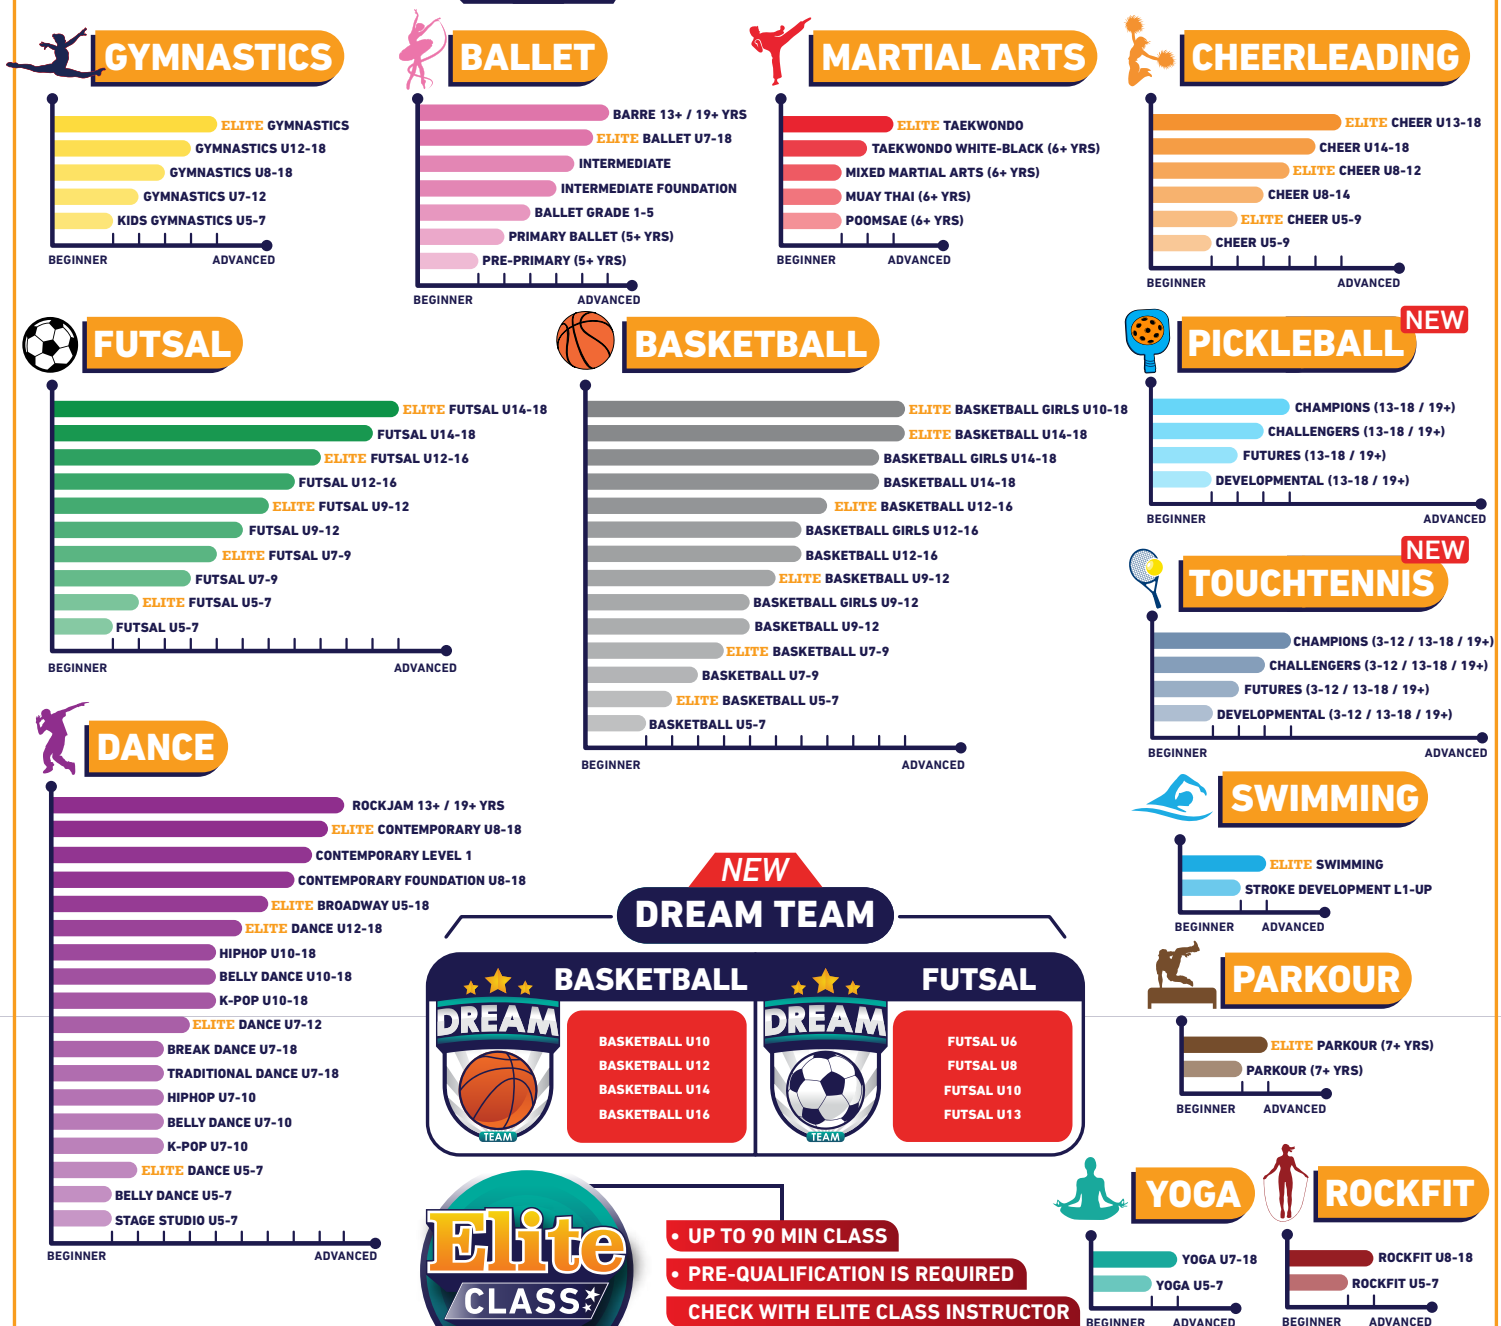 GYMNASTICS
ELITE GYMNASTICS
GYMNASTICS U12-18
GYMNASTICS U8-18
GYMNASTICS U7-12
KIDS GYMNASTICS U5-7
BEGINNER ADVANCED
BALLET
BARRE 13+ / 19+ YRS
ELITE BALLET U7-18
INTERMEDIATE
INTERMEDIATE FOUNDATION
BALLET GRADE 1-5
PRIMARY BALLET (5+ YRS)
PRE-PRIMARY (5+ YRS)
BEGINNER ADVANCED
MARTIAL ARTS
ELITE TAEKWONDO
TAEKWONDO WHITE-BLACK (6+ YRS)
MIXED MARTIAL ARTS (6+ YRS)
MUAY THAI (6+ YRS)
POOMSAE (6+ YRS)
BEGINNER ADVANCED
CHEERLEADING
ELITE CHEER U13-18
CHEER U14-18
ELITE CHEER U8-12
CHEER U8-14
ELITE CHEER U5-9
CHEER U5-9
BEGINNER ADVANCED
FUTSAL
ELITE FUTSAL U14-18
FUTSAL U14-18
ELITE FUTSAL U12-16
FUTSAL U12-16
ELITE FUTSAL U9-12
FUTSAL U9-12
ELITE FUTSAL U7-9
FUTSAL U7-9
ELITE FUTSAL U5-7
FUTSAL U5-7
BEGINNER ADVANCED
BASKETBALL
ELITE BASKETBALL GIRLS U10-18
ELITE BASKETBALL U14-18
BASKETBALL GIRLS U14-18
BASKETBALL U14-18
ELITE BASKETBALL U12-16
BASKETBALL GIRLS U12-16
BASKETBALL U12-16
ELITE BASKETBALL U9-12
BASKETBALL GIRLS U9-12
BASKETBALL U9-12
ELITE BASKETBALL U7-9
BASKETBALL U7-9
ELITE BASKETBALL U5-7
BASKETBALL U5-7
BEGINNER ADVANCED
NEW
PICKLEBALL
CHAMPIONS (13-18 / 19+)
CHALLENGERS (13-18 / 19+)
FUTURES (13-18 / 19+)
DEVELOPMENTAL (13-18 / 19+)
BEGINNER ADVANCED
NEW
TOUCHTENNIS
CHAMPIONS (3-12 / 13-18 / 19+)
CHALLENGERS (3-12 / 13-18 / 19+)
FUTURES (3-12 / 13-18 / 19+)
DEVELOPMENTAL (3-12 / 13-18 / 19+)
BEGINNER ADVANCED
DANCE
ROCKJAM 13+ / 19+ YRS
ELITE CONTEMPORARY U8-18
CONTEMPORARY LEVEL 1
CONTEMPORARY FOUNDATION U8-18
ELITE BROADWAY U5-18
ELITE DANCE U12-18
HIPHOP U10-18
BELLY DANCE U10-18
K-POP U10-18
ELITE DANCE U7-12
BREAK DANCE U7-18
TRADITIONAL DANCE U7-18
HIPHOP U7-10
BELLY DANCE U7-10
K-POP U7-10
ELITE DANCE U5-7
BELLY DANCE U5-7
STAGE STUDIO U5-7
BEGINNER ADVANCED
SWIMMING
ELITE SWIMMING
STROKE DEVELOPMENT L1-UP
BEGINNER ADVANCED
NEW
DREAM TEAM
BASKETBALL
DREAM
TEAM
BASKETBALL U10
BASKETBALL U12
BASKETBALL U14
BASKETBALL U16
FUTSAL
DREAM
TEAM
FUTSAL U6
FUTSAL U8
FUTSAL U10
FUTSAL U13
PARKOUR
ELITE PARKOUR (7+ YRS)
PARKOUR (7+ YRS)
BEGINNER ADVANCED
Elite
CLASS
• UP TO 90 MIN CLASS
• PRE-QUALIFICATION IS REQUIRED
CHECK WITH ELITE CLASS INSTRUCTOR
YOGA
YOGA U7-18
YOGA U5-7
BEGINNER ADVANCED
ROCKFIT
ROCKFIT U8-18
ROCKFIT U5-7
BEGINNER ADVANCED